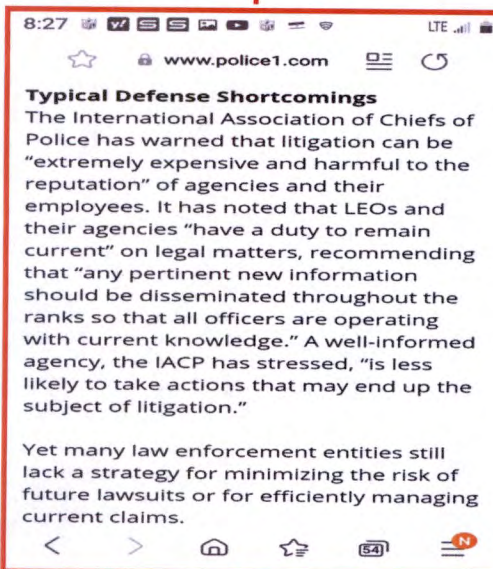 8:27
LTE
www.police1.com
Typical Defense Shortcomings
The International Association of Chiefs of
Police has warned that litigation can be
“extremely expensive and harmful to the
reputation” of agencies and their
employees. It has noted that LEOs and
their agencies “have a duty to remain
current” on legal matters, recommending
that “any pertinent new information
should be disseminated throughout the
ranks so that all officers are operating
with current knowledge.” A well-informed
agency, the IACP has stressed, “is less
likely to take actions that may end up the
subject of litigation.”
Yet many law enforcement entities still
lack a strategy for minimizing the risk of
future lawsuits or for efficiently managing
current claims.
54 N